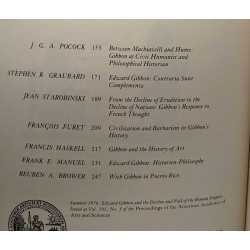 J. G. A. POCOCK 153 Between Machiavelli and Hume:
Gibbon as Civic Humanist and
Philosophical Historian
STEPHEN R. GRAUBARD 171 Edward Gibbon: Contraria Sunt
Complementa
JEAN STAROBINSKI 189 From the Decline of Erudition to the
Decline of Nations: Gibbon's Response to
French Thought
FRANÇOIS FURET 209 Civilization and Barbarism in Gibbon's
History
FRANCIS HASKELL 217 Gibbon and the History of Art
FRANK E. MANUEL 231 Edward Gibbon: Historien-Philosophe
REUBEN A. BROWER 247 With Gibbon in Puerto Rico
Summer 1976: Edward Gibbon and the Decline and Fall of the Roman Empire
Issued as Vol. 105, No. 3 of the Proceedings of the American Academy of
Arts and Sciences